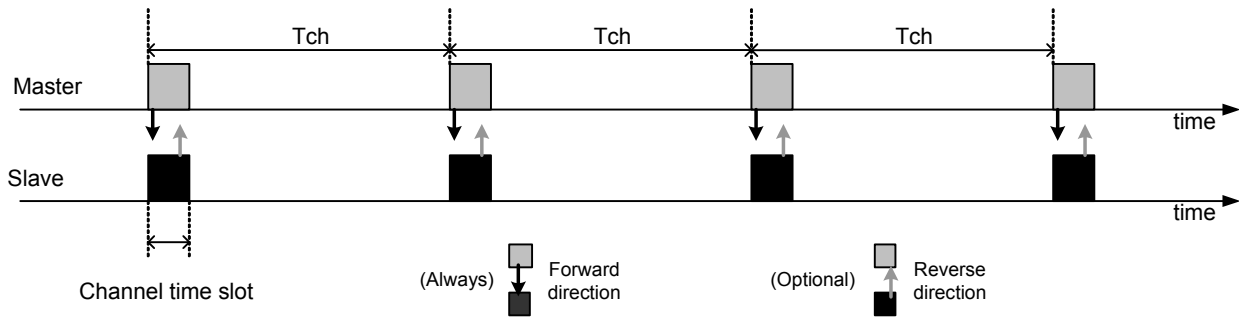 Tch
Tch
Tch
Master
time
Slave
time
Channel time slot
(Always)
Forward
direction
(Optional)
Reverse
direction